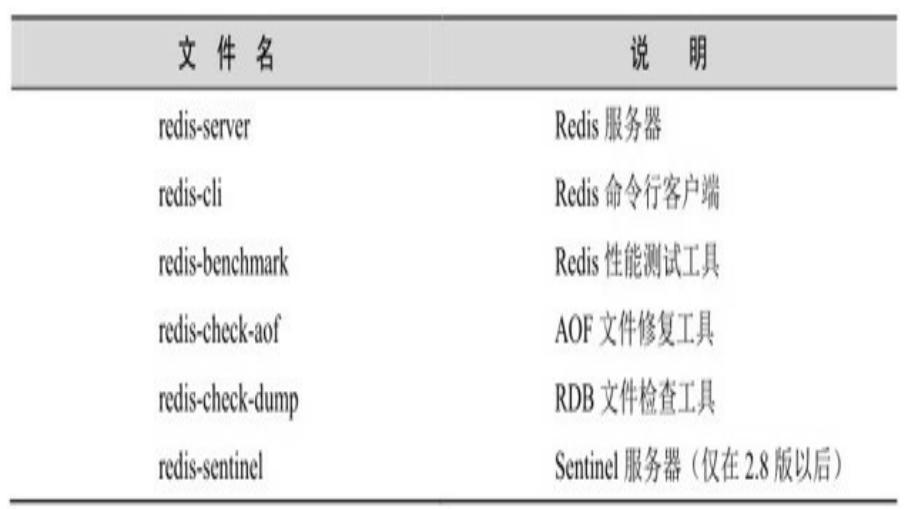 文件名 说明
redis-server Redis 服务器
redis-cli Redis 命令行客户端
redis-benchmark Redis 性能测试工具
redis-check-aof AOF 文件修复工具
redis-check-dump RDB 文件检查工具
redis-sentinel Sentinel 服务器（仅在 2.8 版以后）